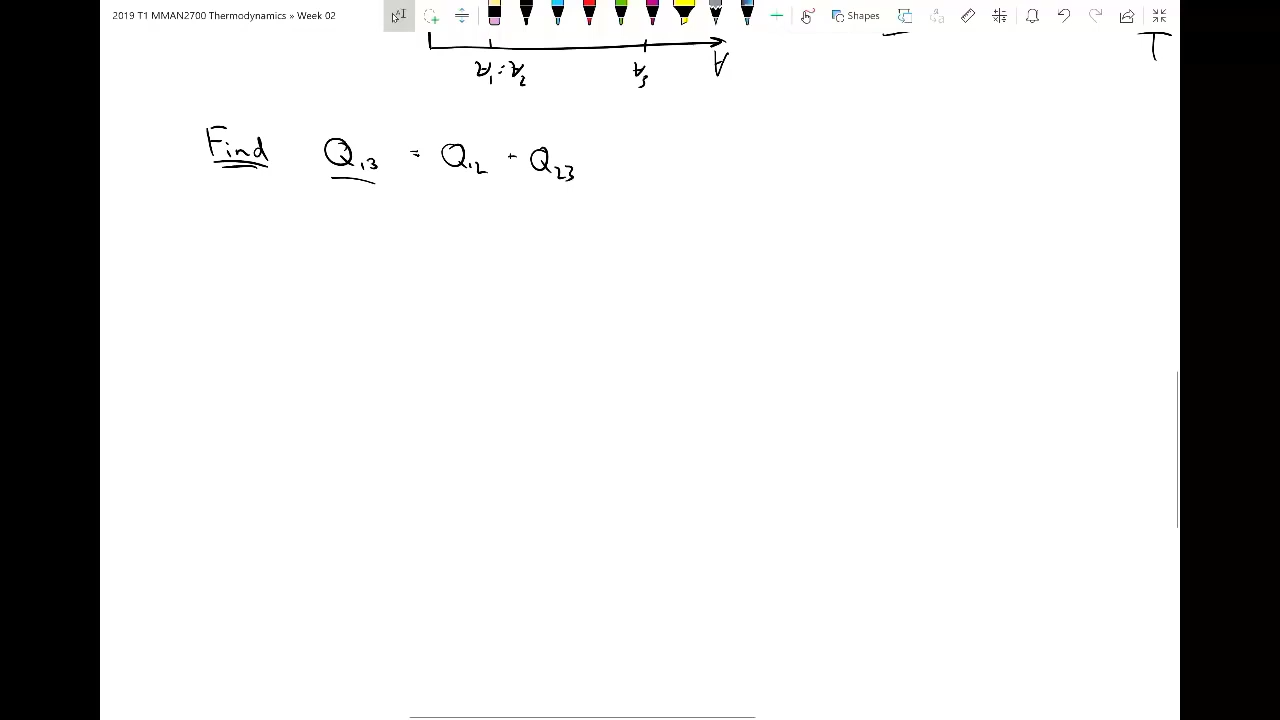 2019 T1 MMAN2700 Thermodynamics » Week 02
Shapes
V₁ = V₂ V₃ V
T
Find Q₁₃ = Q₁₂ + Q₂₃